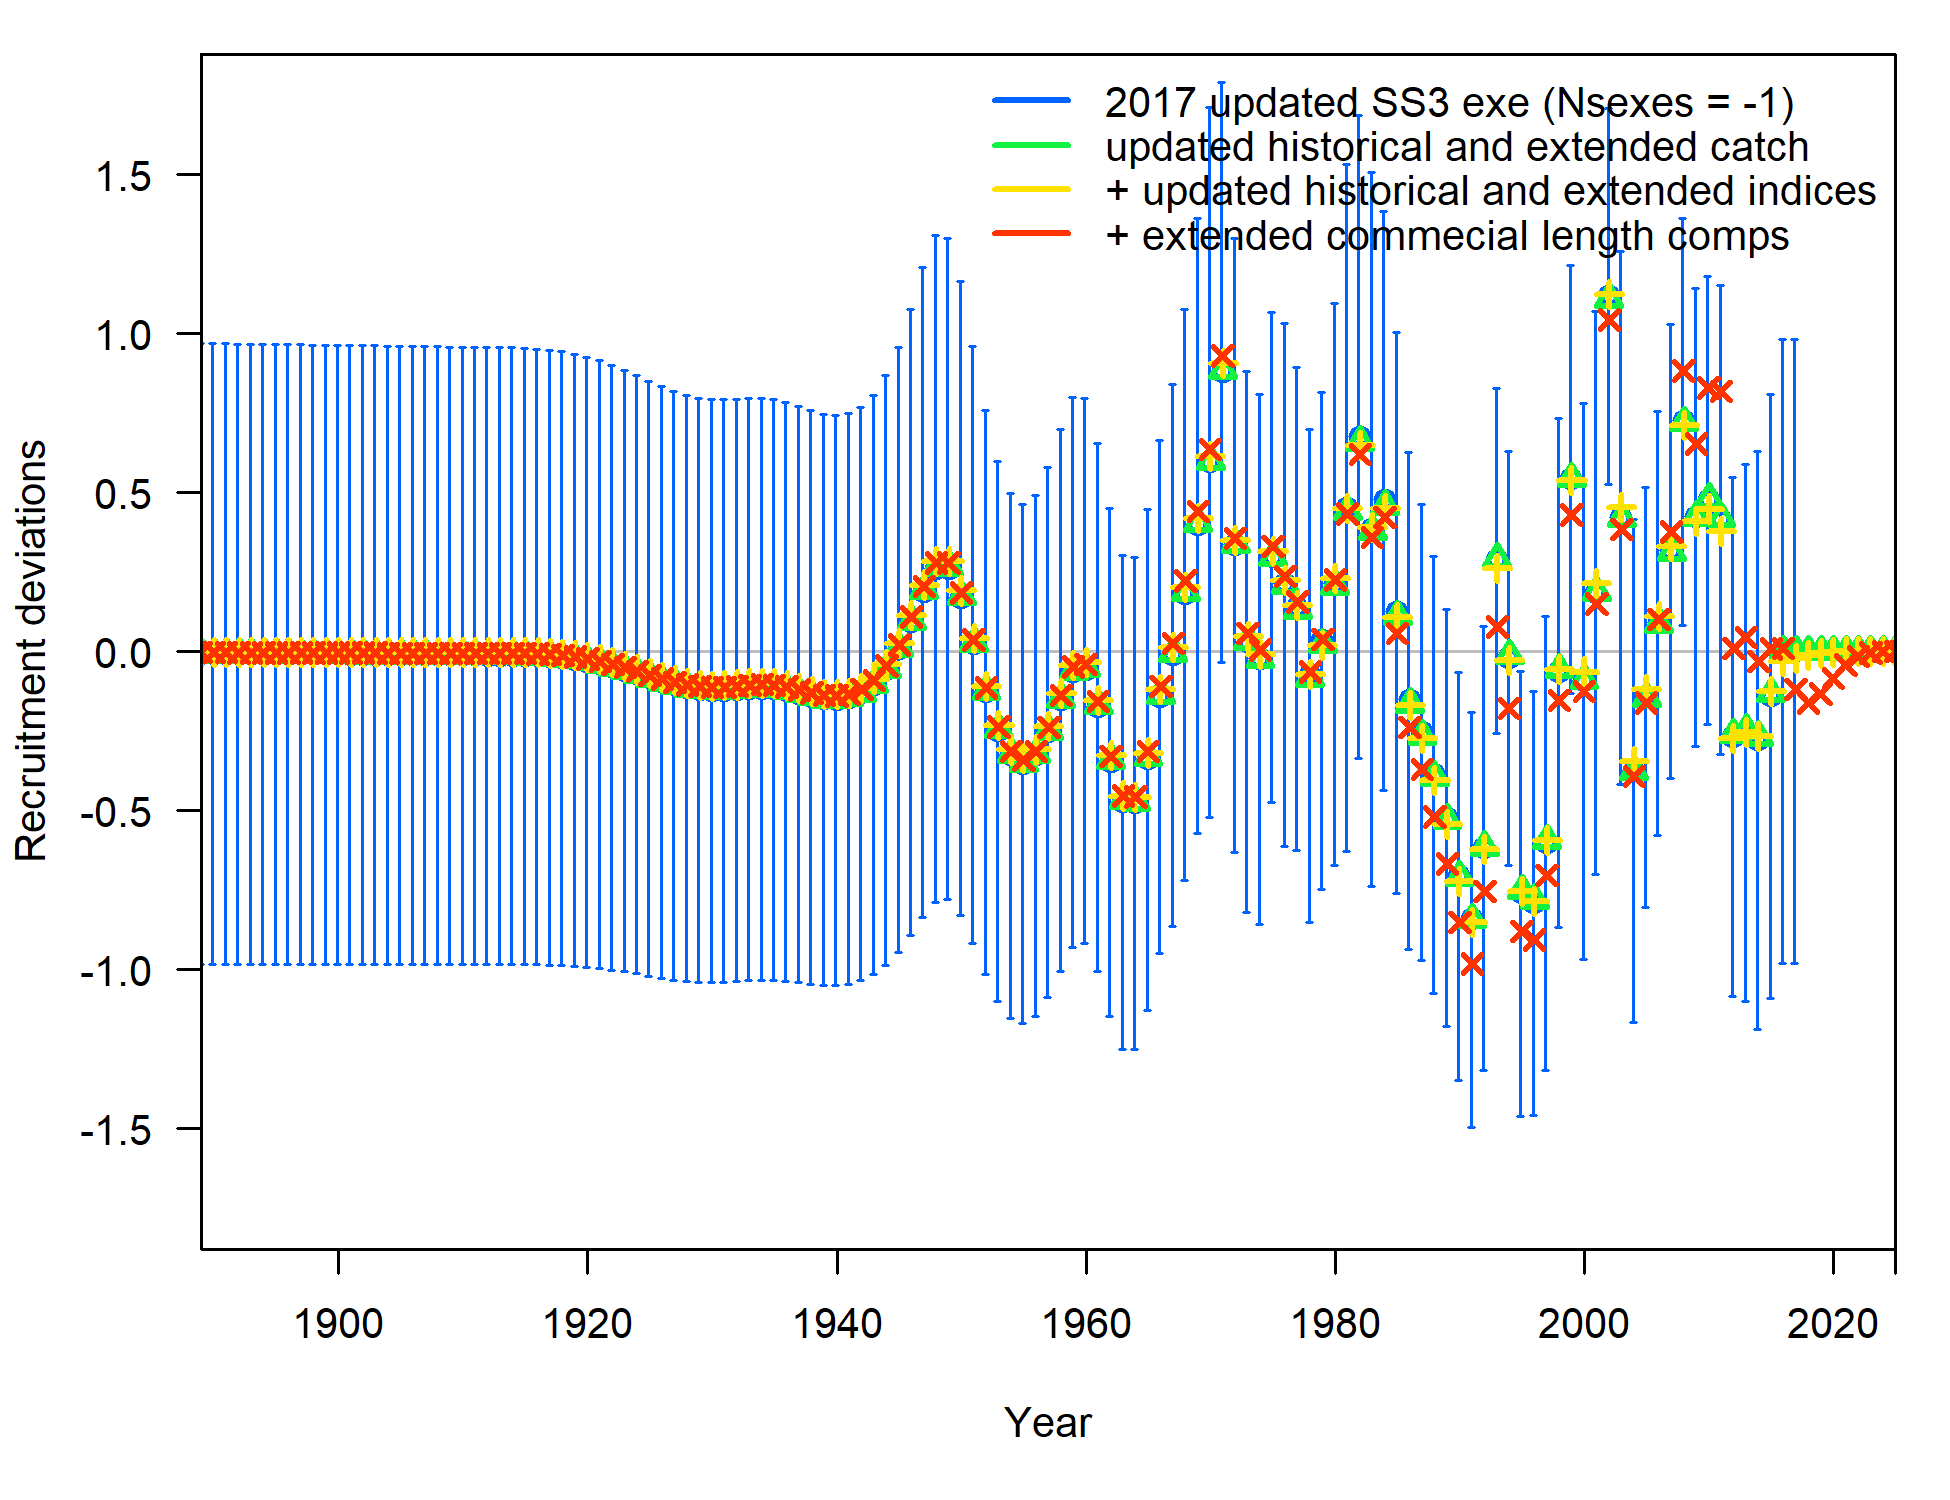 2017 updated SS3 exe (Nsexes = -1)
updated historical and extended catch
+ updated historical and extended indices
+ extended commecial length comps
Recruitment deviations
1.5
1.0
0.5
0.0
-0.5
-1.0
-1.5
1900 1920 1940 1960 1980 2000 2020
Year